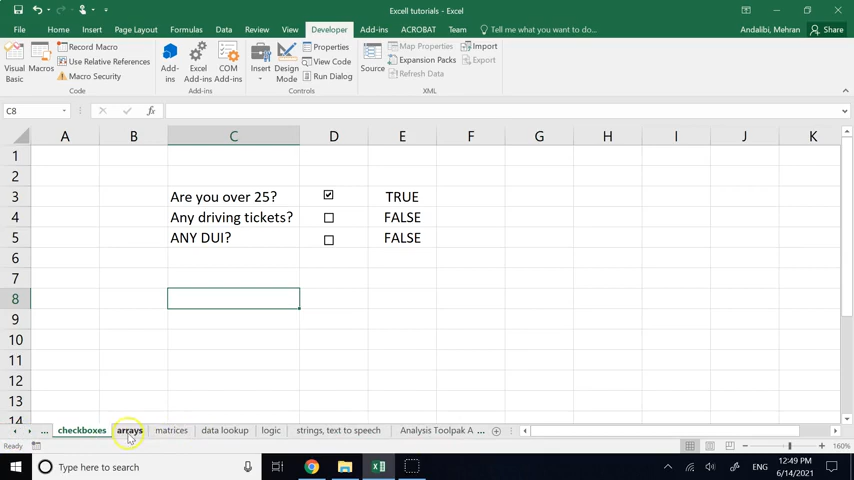 Excell tutorials - Excel
Andalibi, Mehran
Share
File Home Insert Page Layout Formulas Data Review View Developer Add-ins ACROBAT Team Tell me what you want to do...
Visual Basic
Macros
Record Macro
Use Relative References
Macro Security
Code
Add-ins
Excel Add-ins
COM Add-ins
Add-ins
Insert
Design Mode
Properties
View Code
Run Dialog
Controls
Source
Map Properties
Expansion Packs
Refresh Data
Import
Export
XML
C8
fx
A B C D E F G H I J K
1
2
3 Are you over 25? TRUE
4 Any driving tickets? FALSE
5 ANY DUI? FALSE
6
7
8
9
10
11
12
13
14
... checkboxes arrays matrices data lookup logic strings, text to speech Analysis Toolpak A ...
Ready
160%
Type here to search
ENG
12:49 PM
6/14/2021